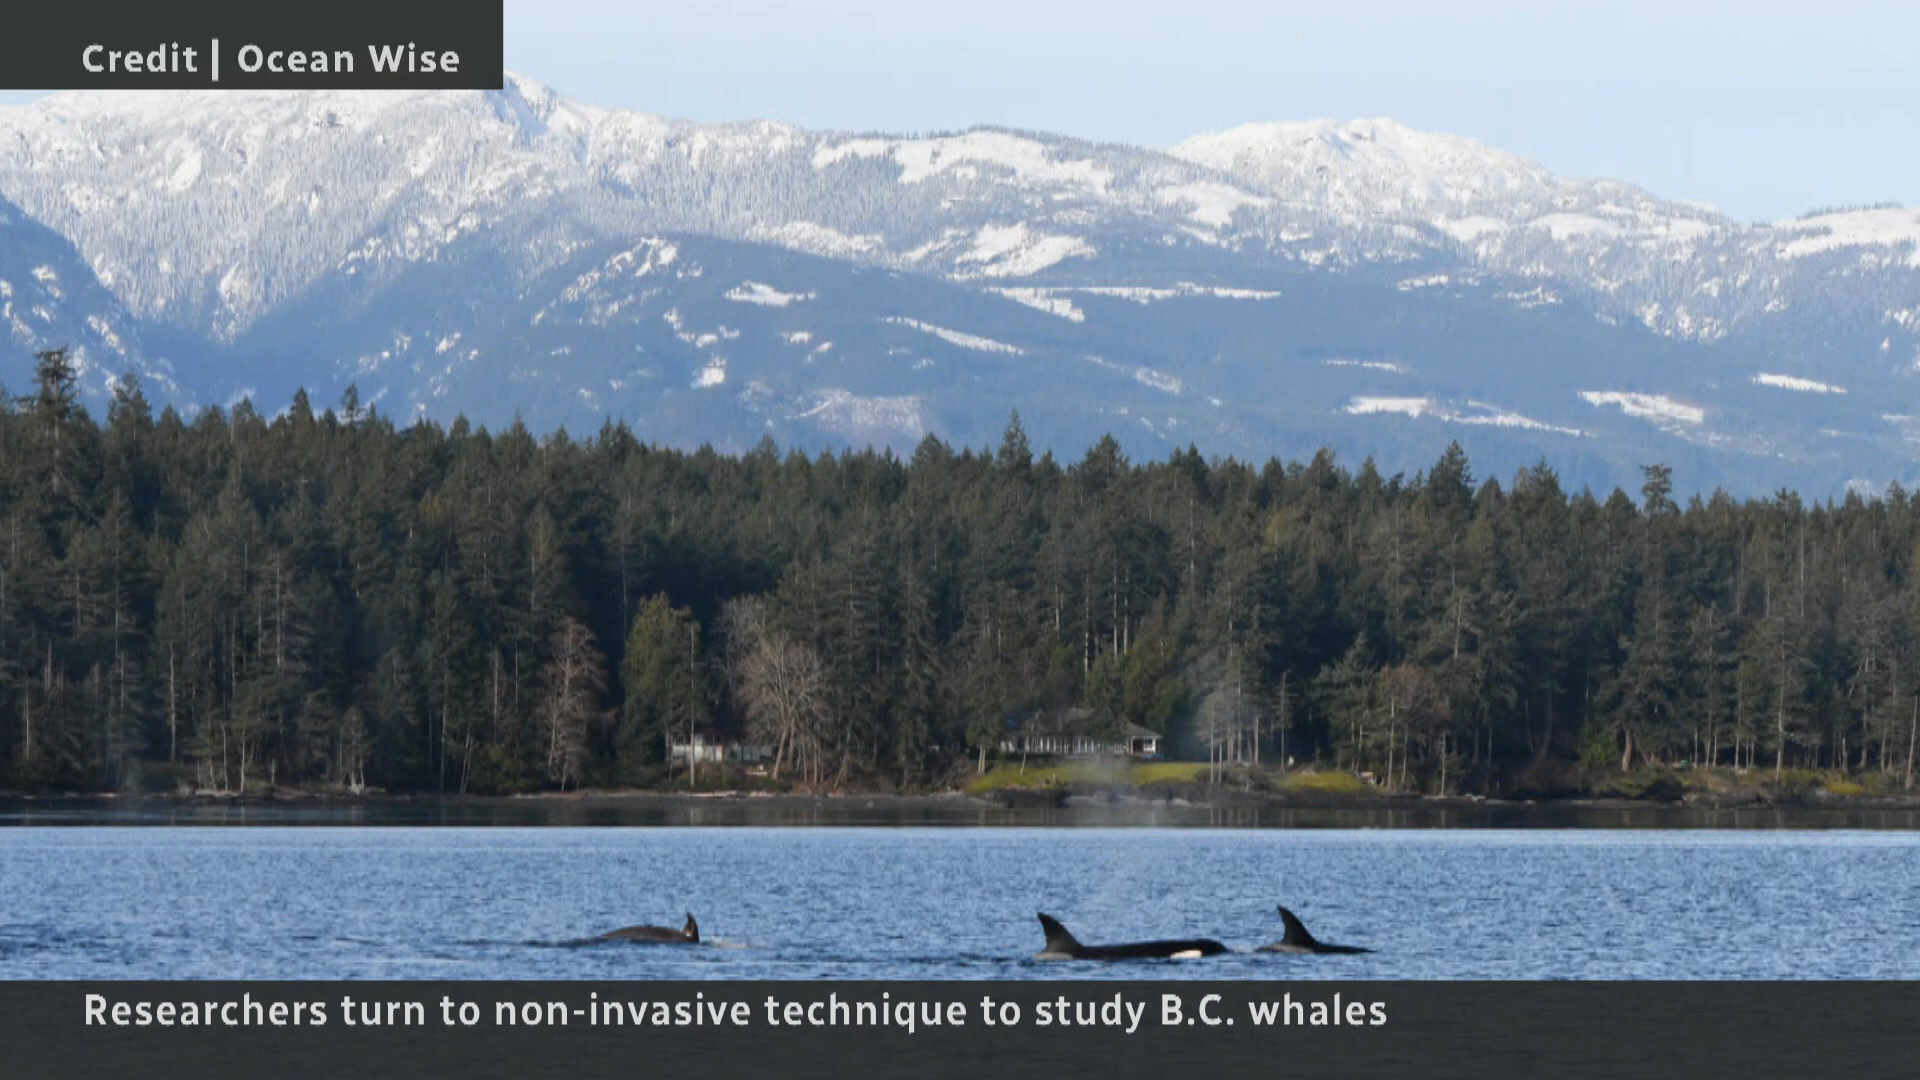 Credit | Ocean Wise
Researchers turn to non-invasive technique to study B.C. whales